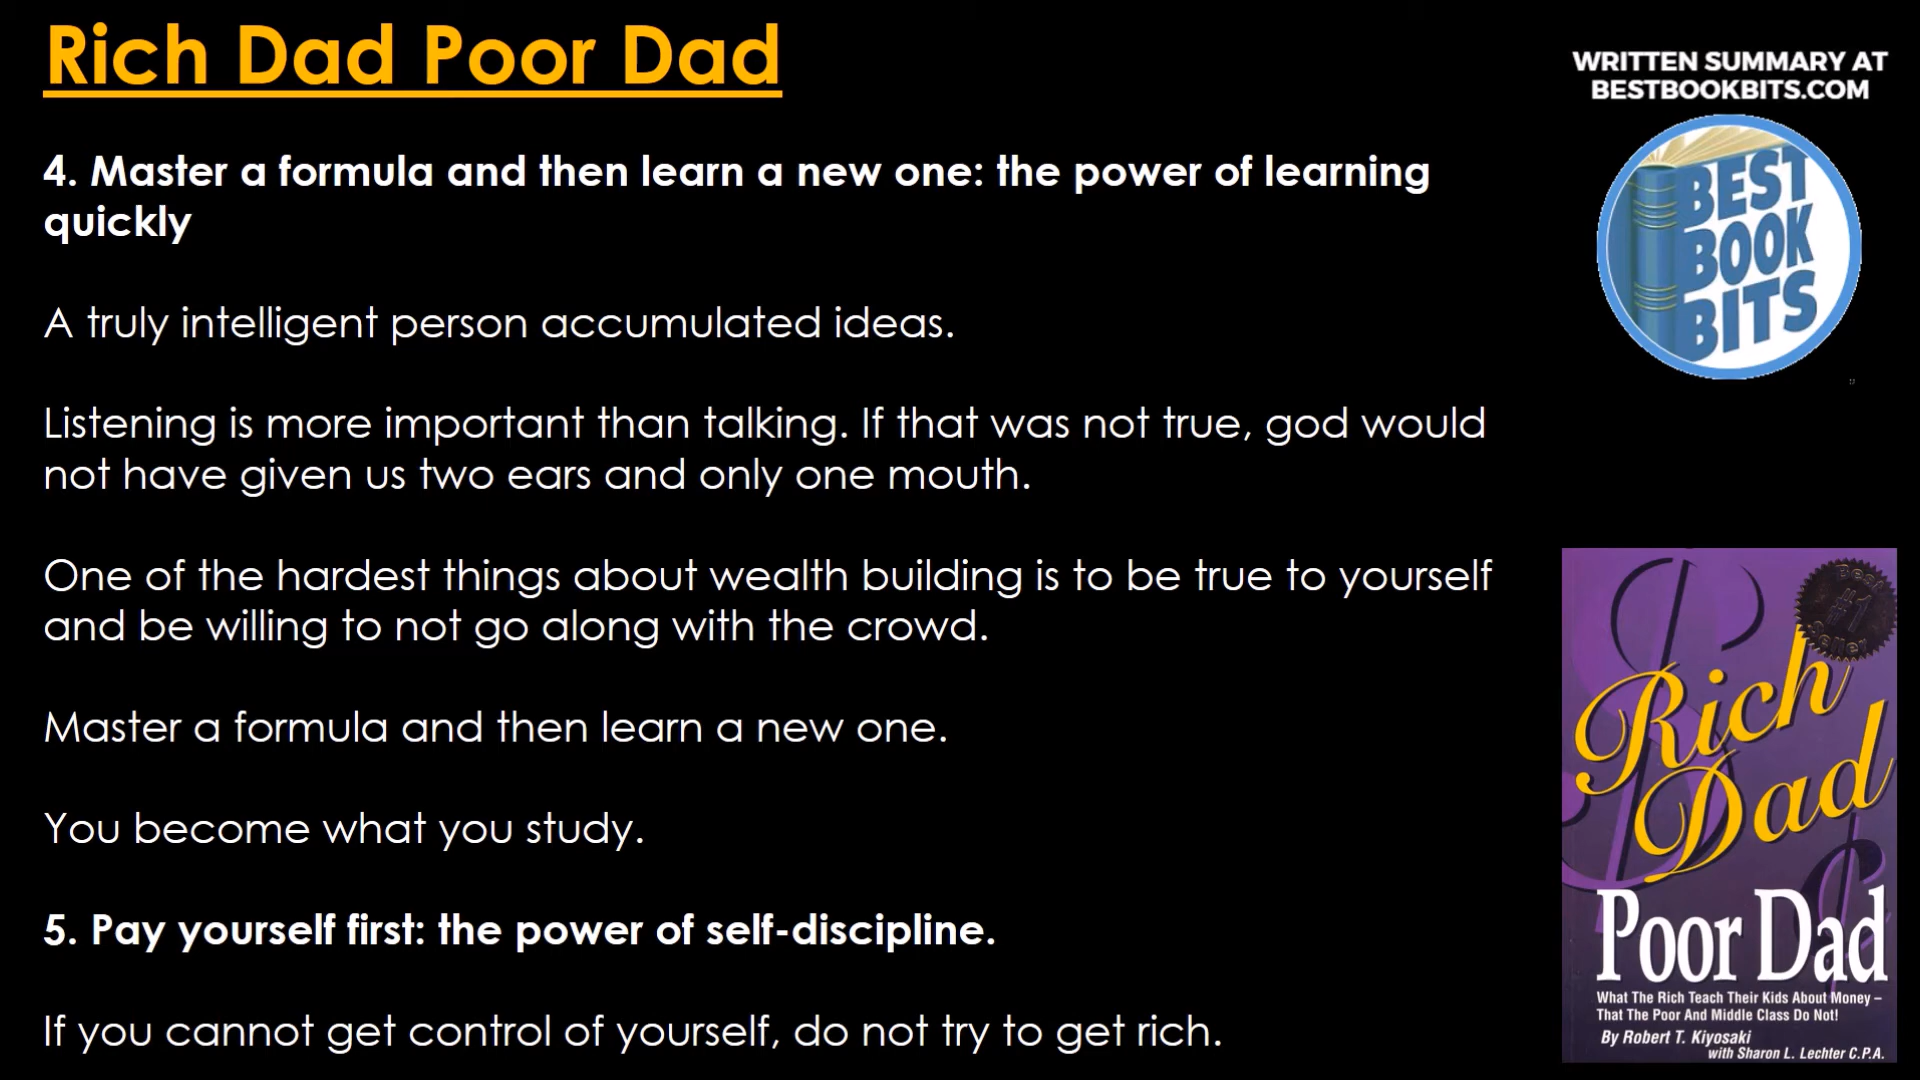 Rich Dad Poor Dad
WRITTEN SUMMARY AT
BESTBOOKBITS.COM
BEST
BOOK
BITS
4. Master a formula and then learn a new one: the power of learning
quickly
A truly intelligent person accumulated ideas.
Listening is more important than talking. If that was not true, god would
not have given us two ears and only one mouth.
One of the hardest things about wealth building is to be true to yourself
and be willing to not go along with the crowd.
Master a formula and then learn a new one.
You become what you study.
5. Pay yourself first: the power of self-discipline.
If you cannot get control of yourself, do not try to get rich.
Best
#1
Seller
Rich
Dad
Poor Dad
What The Rich Teach Their Kids About Money –
That The Poor And Middle Class Do Not!
By Robert T. Kiyosaki
with Sharon L. Lechter C.P.A.